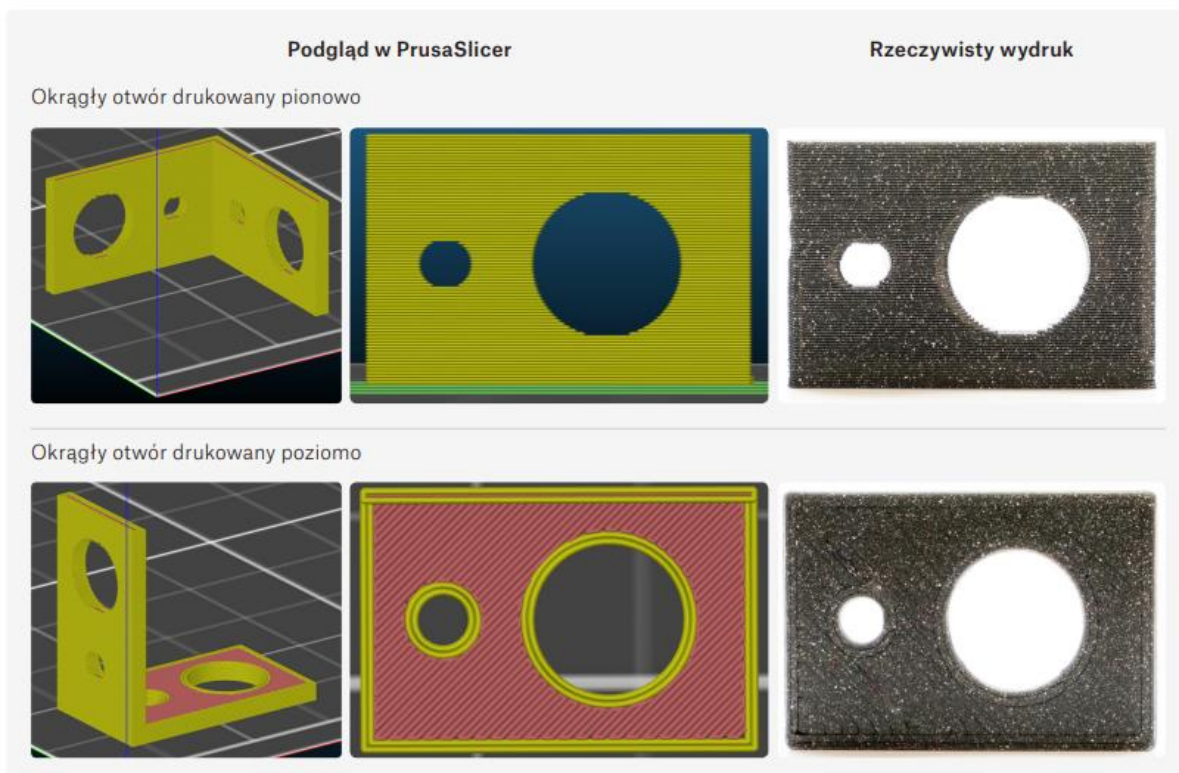 Podgląd w PrusaSlicer
Rzeczywisty wydruk
Okrągły otwór drukowany pionowo
Okrągły otwór drukowany poziomo